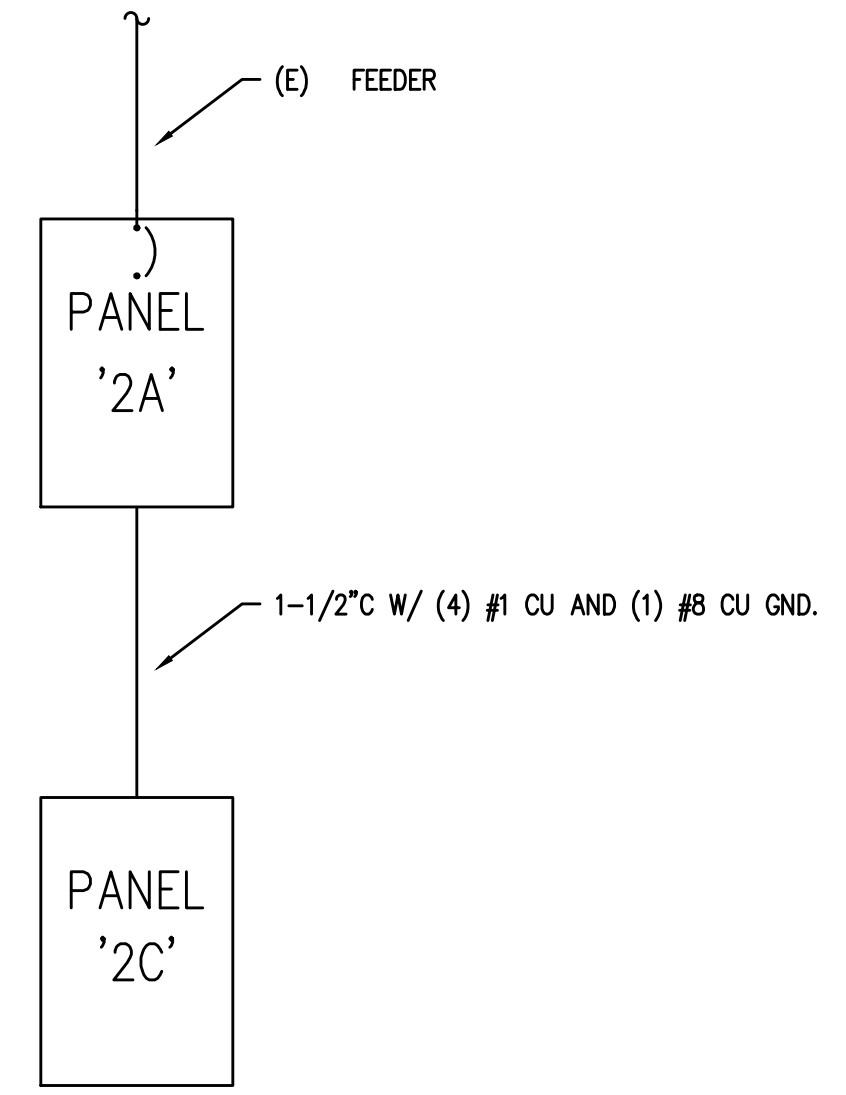 (E) FEEDER
PANEL
'2A'
1-1/2"C W/ (4) #1 CU AND (1) #8 CU GND.
PANEL
'2C'